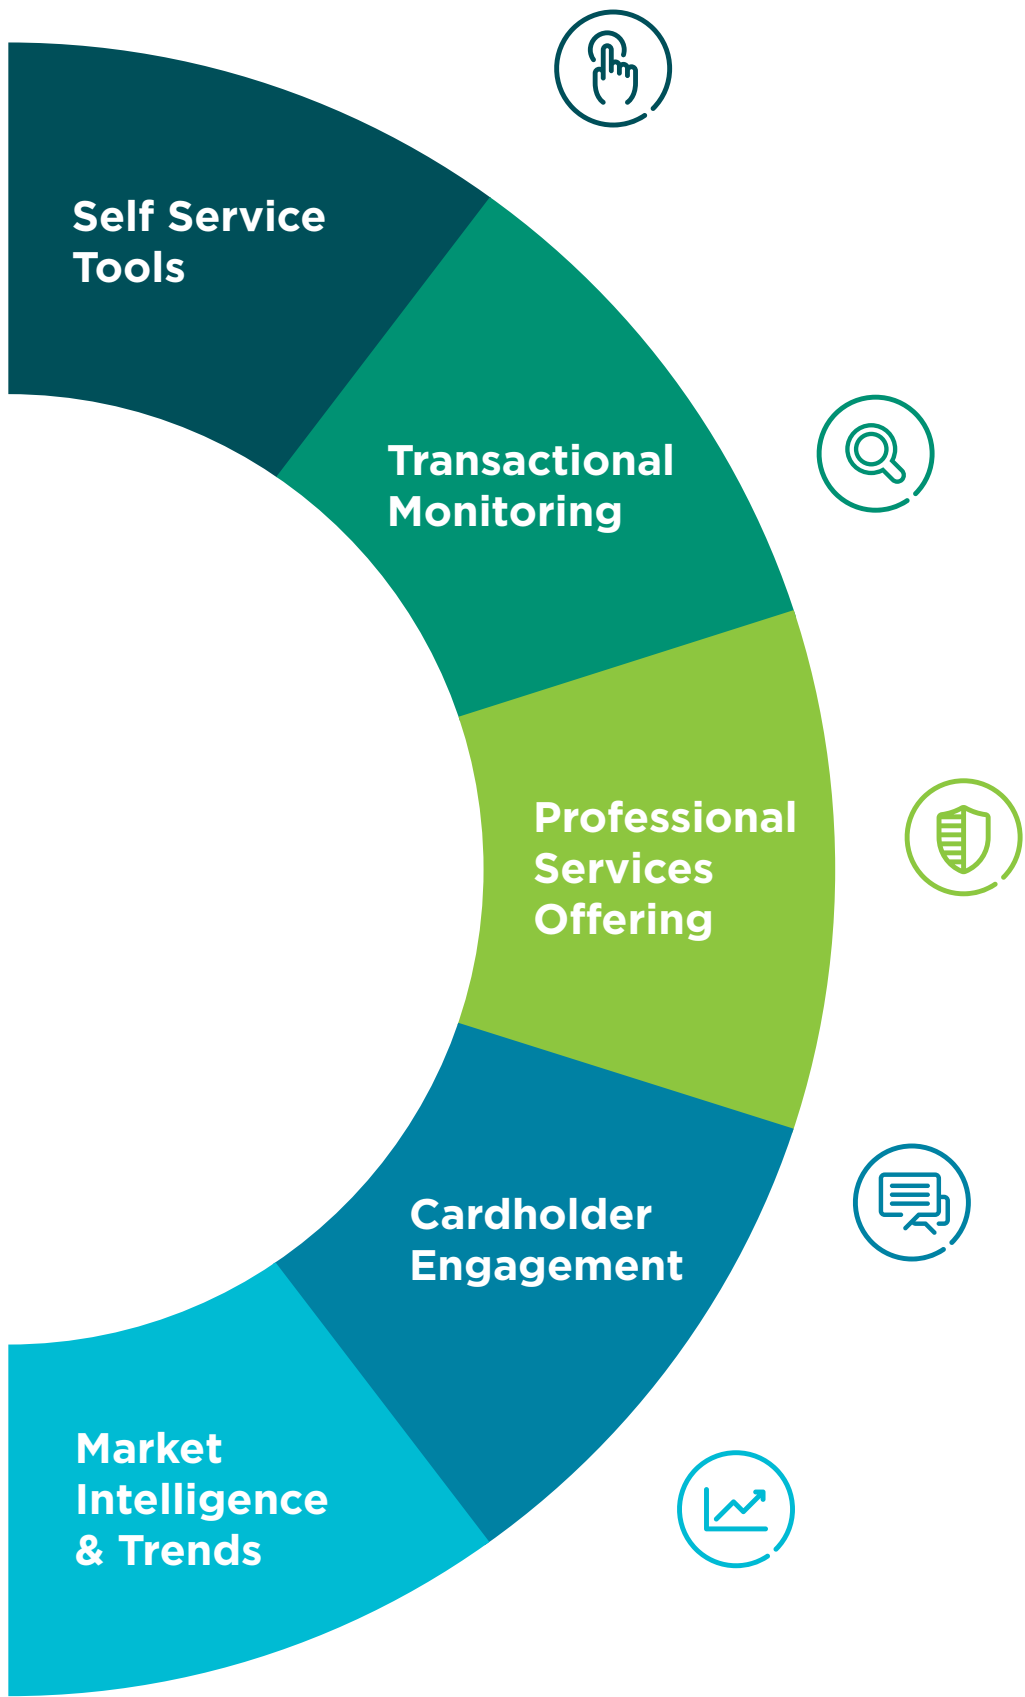 Self Service
Tools
Transactional
Monitoring
Professional
Services
Offering
Cardholder
Engagement
Market
Intelligence
& Trends